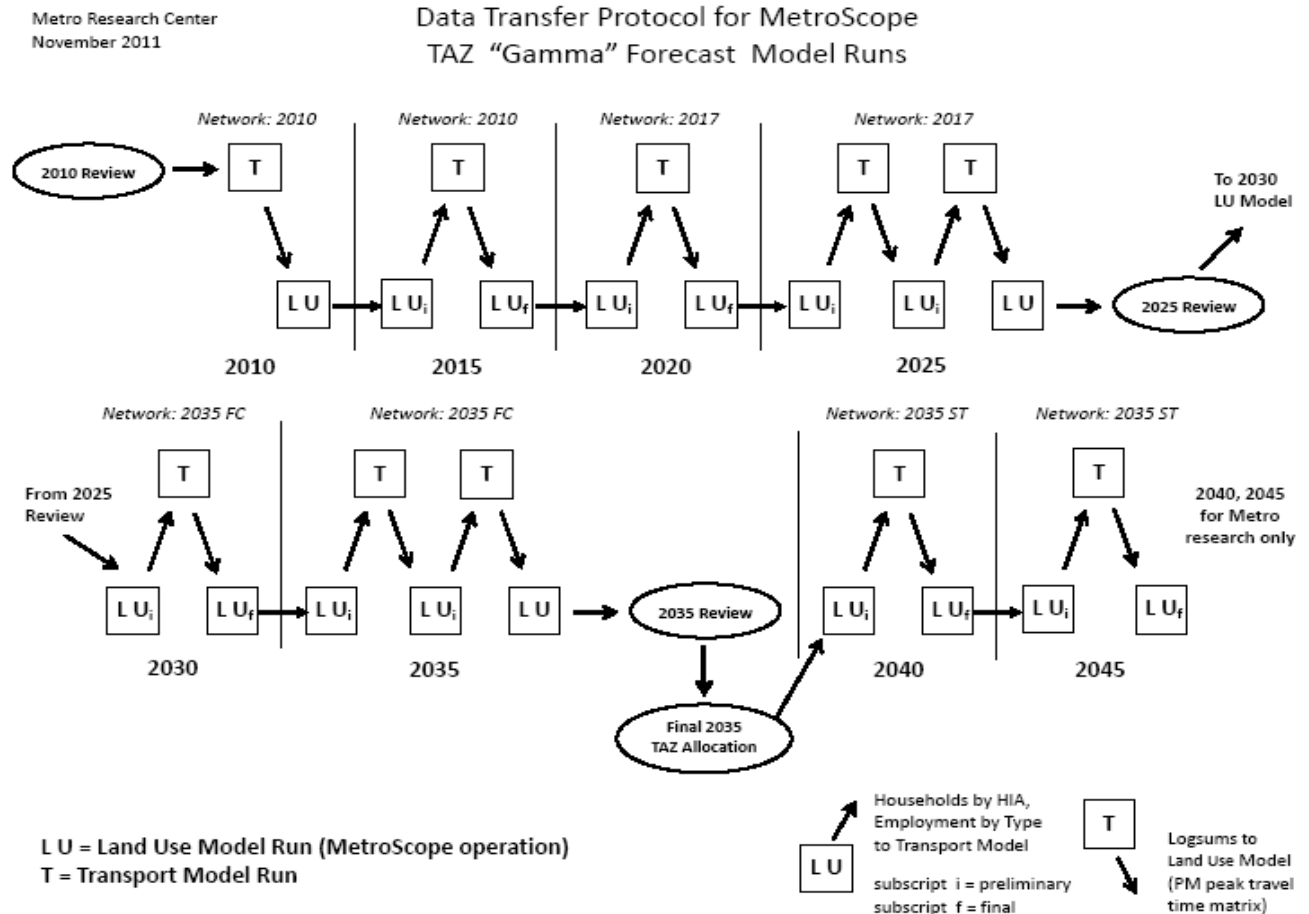 Metro Research Center
November 2011
Data Transfer Protocol for MetroScope
TAZ “Gamma” Forecast Model Runs
Network: 2010
Network: 2010
Network: 2017
Network: 2017
2010 Review
T
T
T
T
T
To 2030
LU Model
L U
L Ui
L Uf
L Ui
L Uf
L Ui
L Ui
L U
2025 Review
2010
2015
2020
2025
Network: 2035 FC
Network: 2035 FC
Network: 2035 ST
Network: 2035 ST
From 2025
Review
T
T
T
T
T
2040, 2045
for Metro
research only
L Ui
L Uf
L Ui
L Ui
L U
2035 Review
L Ui
L Uf
L Ui
L Uf
2030
2035
2040
2045
Final 2035
TAZ Allocation
L U = Land Use Model Run (MetroScope operation)
T = Transport Model Run
L U
Households by HIA,
Employment by Type
to Transport Model
subscript i = preliminary
subscript f = final
T
Logsums to
Land Use Model
(PM peak travel
time matrix)